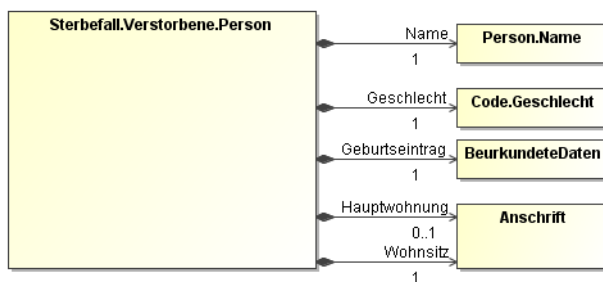 Sterbefall.Verstorbene.Person
Name
1
Person.Name
Geschlecht
1
Code.Geschlecht
Geburtseintrag
1
BeurkundeteDaten
Hauptwohnung
0..1
Anschrift
Wohnsitz
1